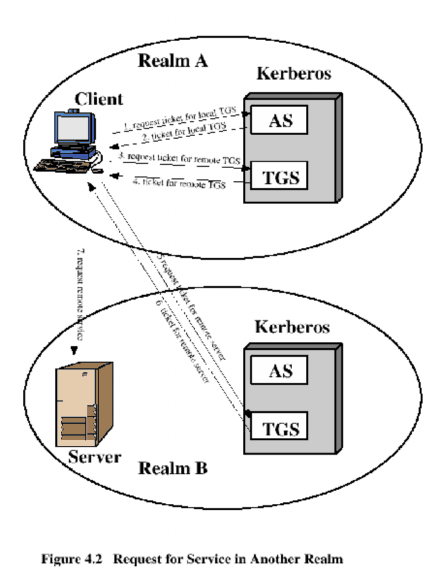 Realm A
Kerberos
Client
1. request ticket for local TGS
AS
2. ticket for local TGS
3. request ticket for remote TGS
TGS
4. ticket for remote TGS
5 request ticket for remote server
6. ticket for remote server
7. request remote service
Kerberos
AS
TGS
Server
Realm B
Figure 4.2 Request for Service in Another Realm